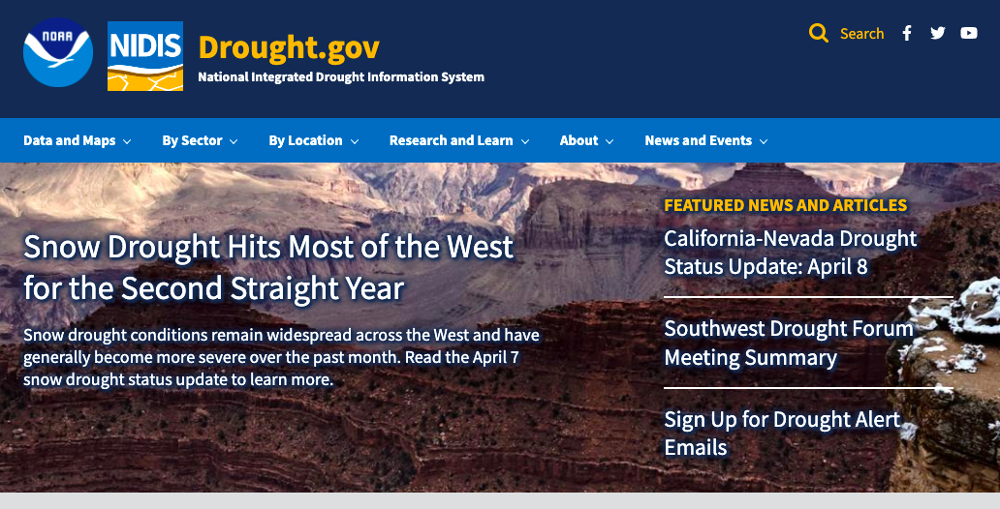 NOAA
NIDIS
Drought.gov
National Integrated Drought Information System
Search
Data and Maps
By Sector
By Location
Research and Learn
About
News and Events
Snow Drought Hits Most of the West
for the Second Straight Year
Snow drought conditions remain widespread across the West and have
generally become more severe over the past month. Read the April 7
snow drought status update to learn more.
FEATURED NEWS AND ARTICLES
California-Nevada Drought
Status Update: April 8
Southwest Drought Forum
Meeting Summary
Sign Up for Drought Alert
Emails